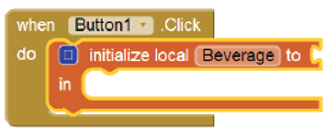 when Button1 .Click
do initialize local Beverage to
in